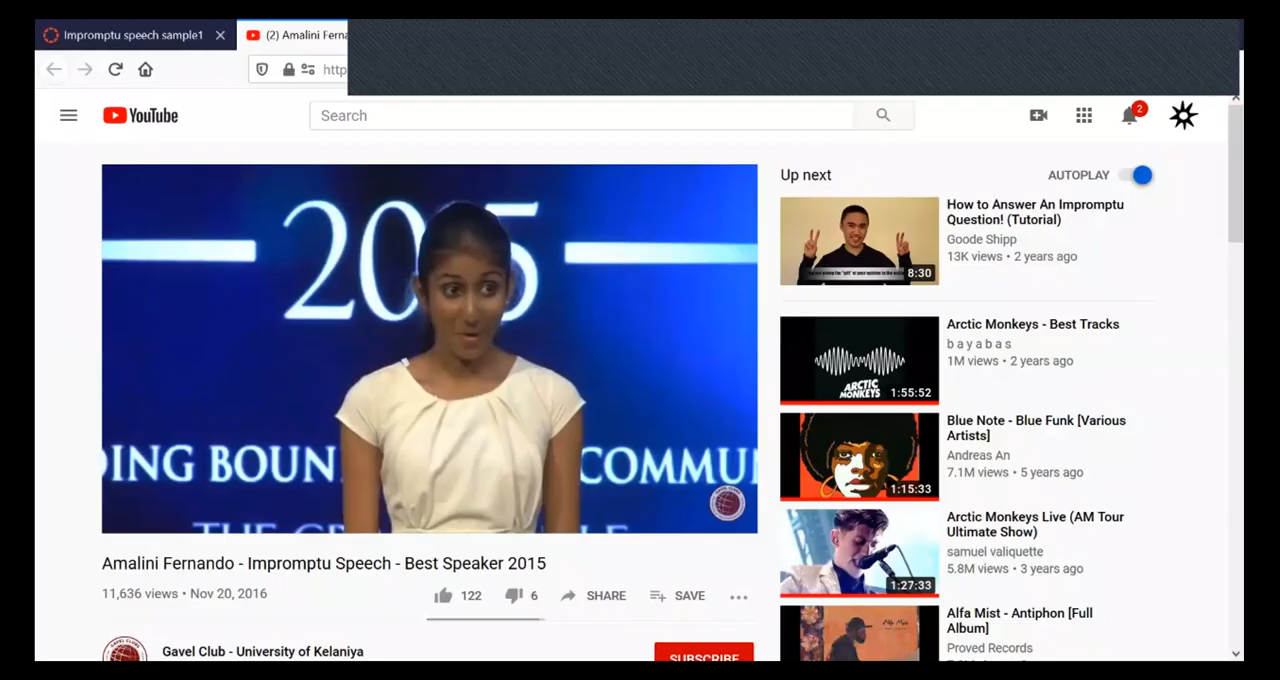 Impromptu speech sample1
(2) Amalini Ferna
http
YouTube
Search
2
2015
DING BOUN
COMMU
Amalini Fernando - Impromptu Speech - Best Speaker 2015
11,636 views • Nov 20, 2016
122
6
SHARE
SAVE
GAVEL CLUB
Gavel Club - University of Kelaniya
SUBSCRIBE
Up next
AUTOPLAY
8:30
How to Answer An Impromptu
Question! (Tutorial)
Goode Shipp
13K views • 2 years ago
ARCTIC
MONKEYS
1:55:52
Arctic Monkeys - Best Tracks
b a y a b a s
1M views • 2 years ago
1:15:33
Blue Note - Blue Funk [Various
Artists]
Andreas An
7.1M views • 5 years ago
1:27:33
Arctic Monkeys Live (AM Tour
Ultimate Show)
samuel valiquette
5.8M views • 3 years ago
Alfa Mist - Antiphon [Full
Album]
Proved Records